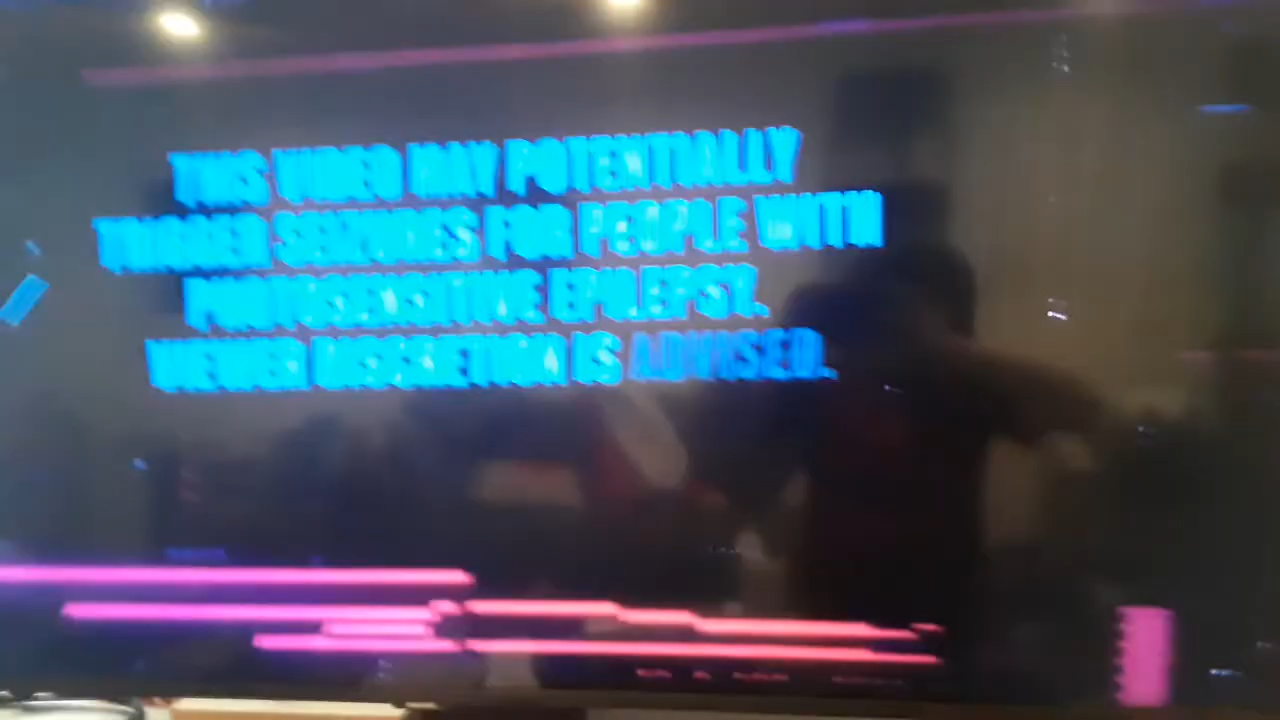 THIS VIDEO MAY POTENTIALLY
TRIGGER SEIZURES FOR PEOPLE WITH
PHOTOSENSITIVE EPILEPSY.
VIEWER DISCRETION IS ADVISED.